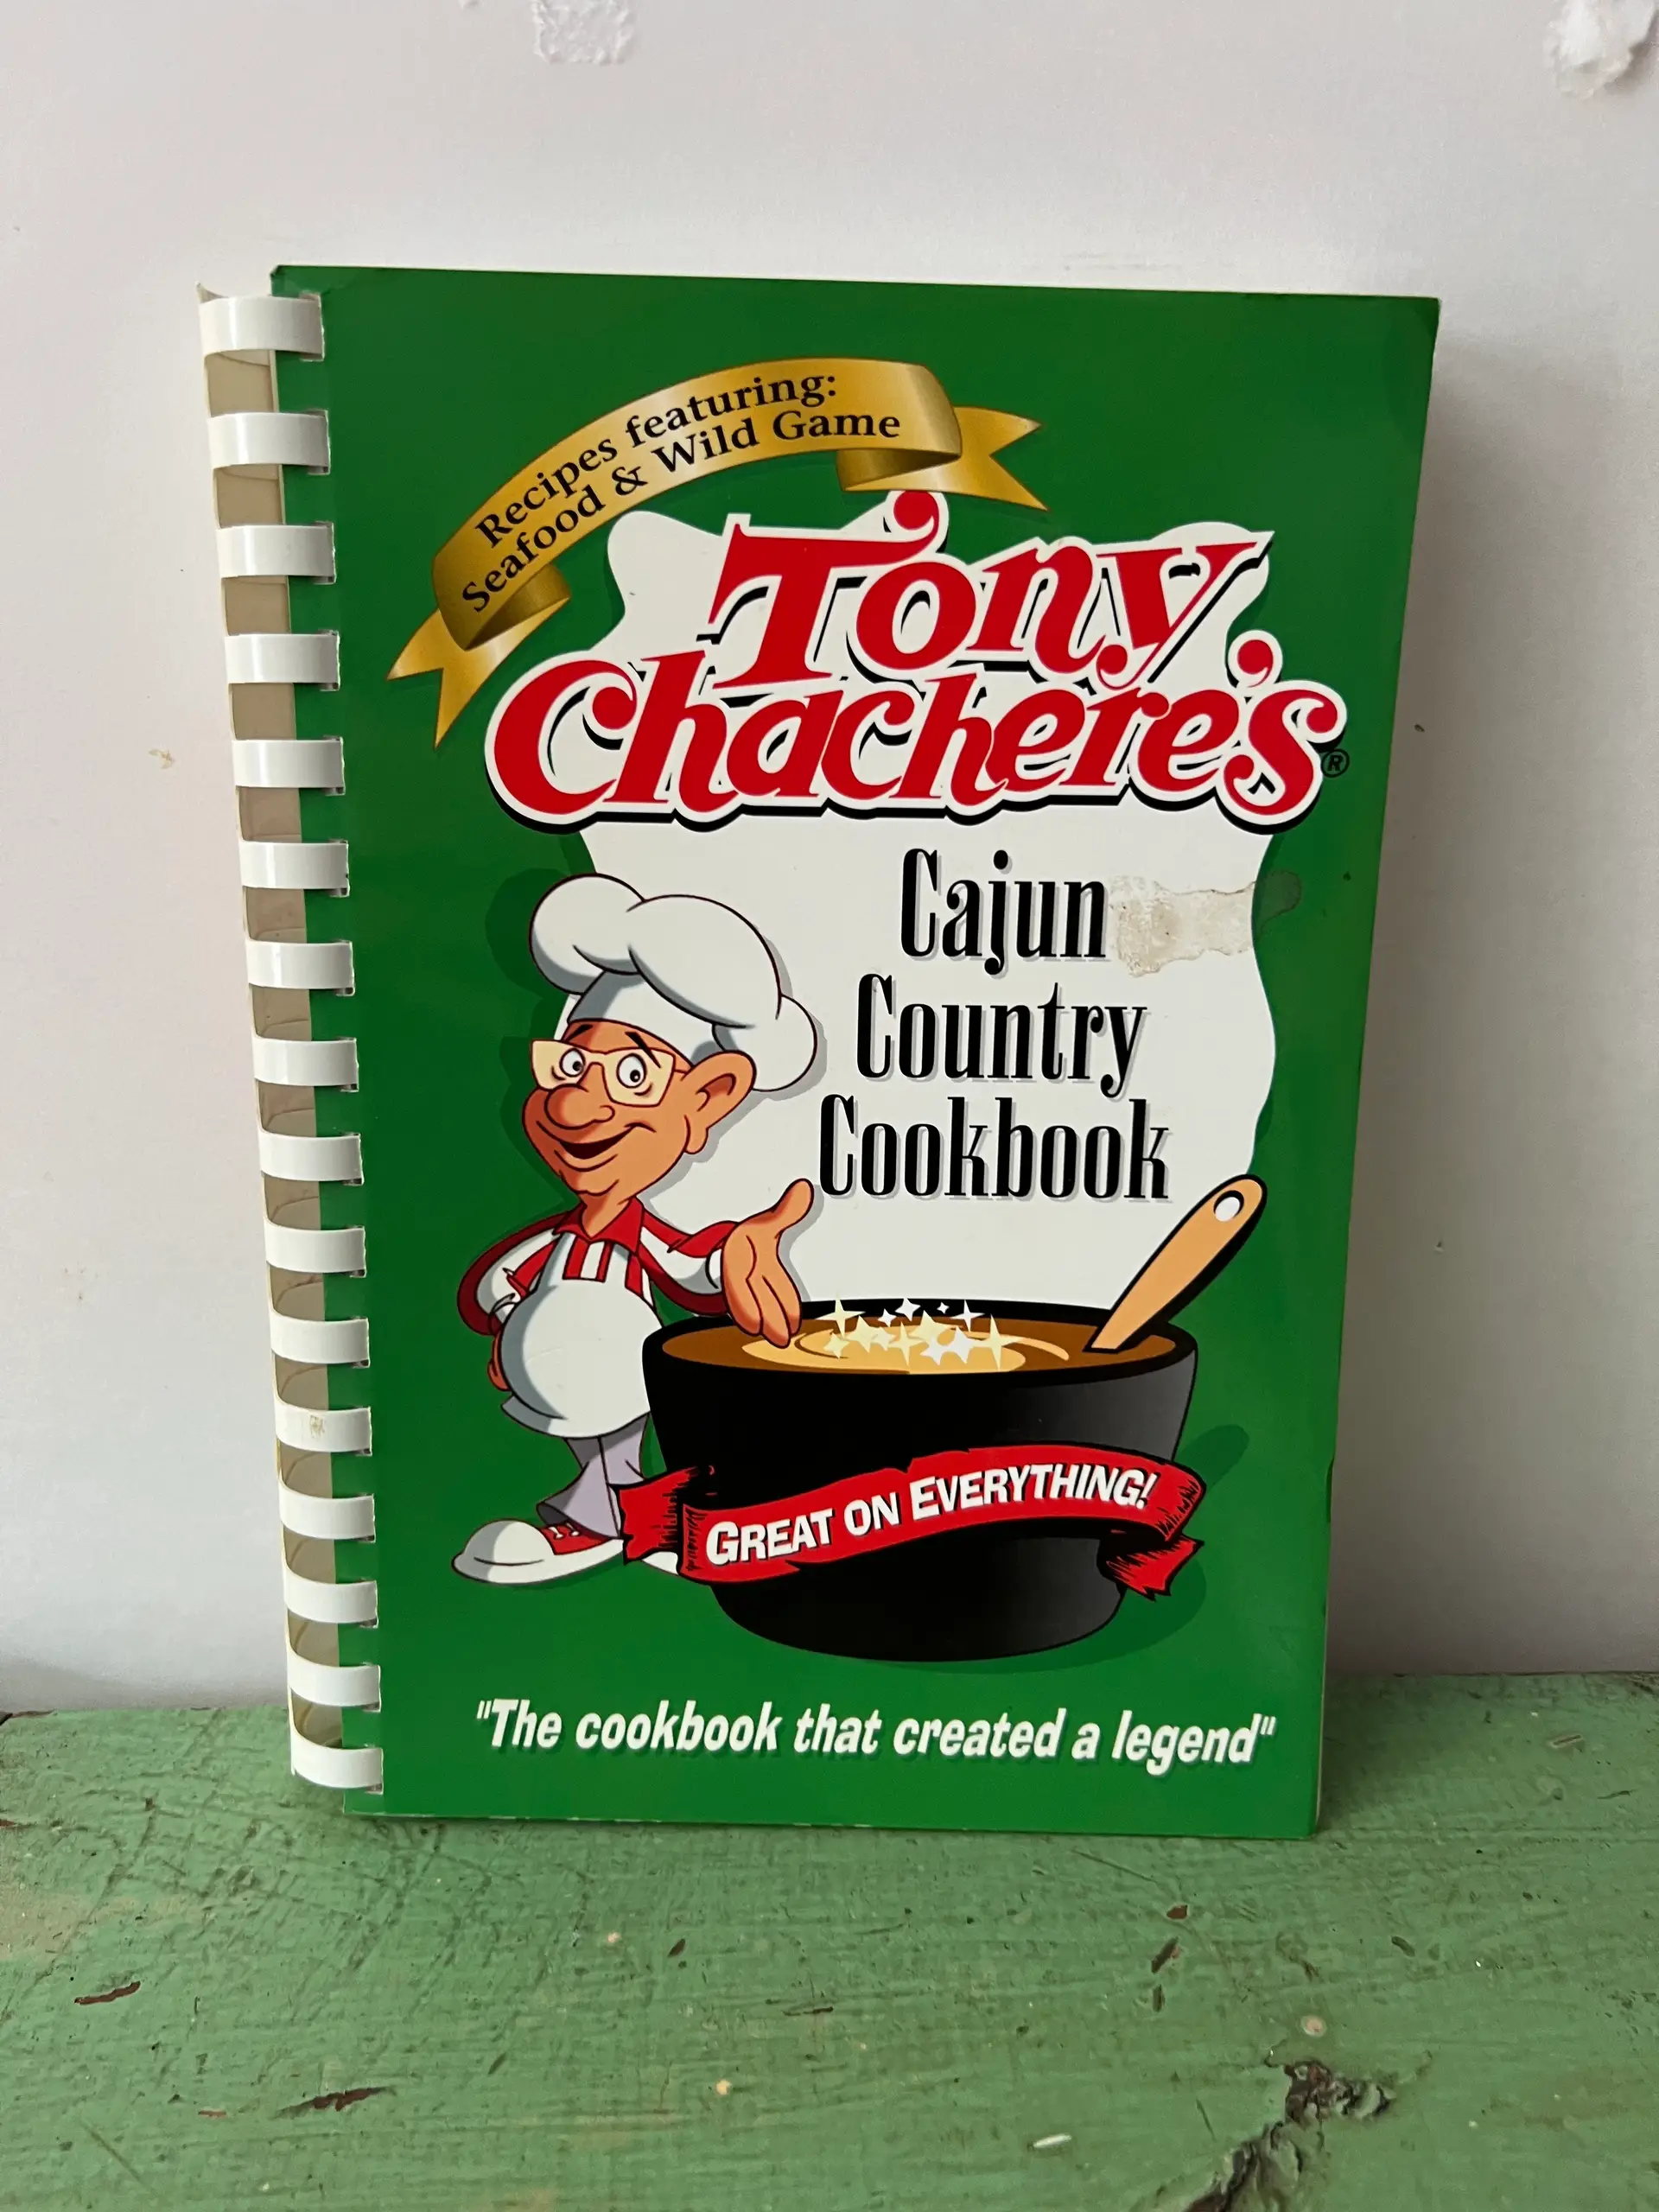 Recipes featuring:
Seafood & Wild Game
Tony
Chachere's®
Cajun
Country
Cookbook
GREAT ON EVERYTHING!
"The cookbook that created a legend"